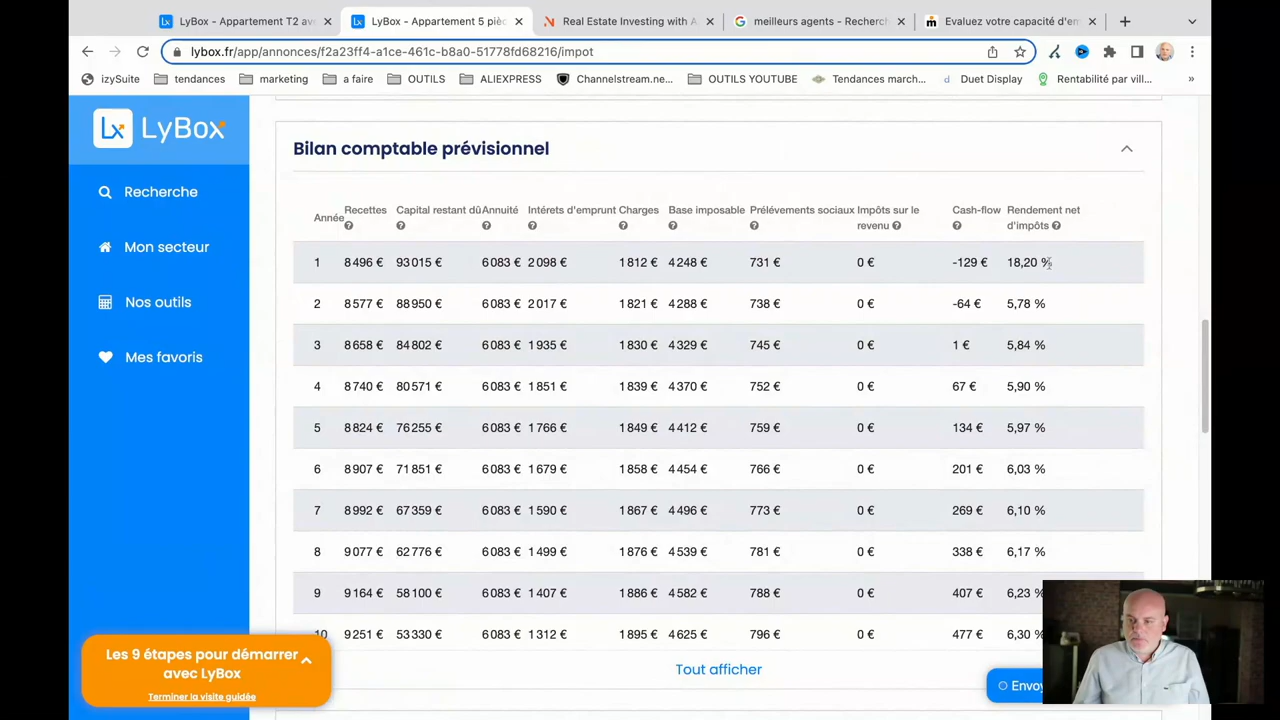 LyBox - Appartement T2 av
LyBox - Appartement 5 pièc
Real Estate Investing with A
meilleurs agents - Recherc
Evaluez votre capacité d'em
lybox.fr/app/annonces/f2a23ff4-a1ce-461c-b8a0-51778fd68216/impot
izySuite
tendances
marketing
a faire
OUTILS
ALIEXPRESS
Channelstream.ne...
OUTILS YOUTUBE
Tendances march...
Duet Display
Rentabilité par vill...
»
Lx LyBox
Recherche
Mon secteur
Nos outils
Mes favoris
Bilan comptable prévisionnel
Année Recettes Capital restant dû Annuité Intérets d'emprunt Charges Base imposable Prélévements sociaux Impôts sur le revenu Cash-flow Rendement net d'impôts
1 8 496 € 93 015 € 6 083 € 2 098 € 1 812 € 4 248 € 731 € 0 € -129 € 18,20 %
2 8 577 € 88 950 € 6 083 € 2 017 € 1 821 € 4 288 € 738 € 0 € -64 € 5,78 %
3 8 658 € 84 802 € 6 083 € 1 935 € 1 830 € 4 329 € 745 € 0 € 1 € 5,84 %
4 8 740 € 80 571 € 6 083 € 1 851 € 1 839 € 4 370 € 752 € 0 € 67 € 5,90 %
5 8 824 € 76 255 € 6 083 € 1 766 € 1 849 € 4 412 € 759 € 0 € 134 € 5,97 %
6 8 907 € 71 851 € 6 083 € 1 679 € 1 858 € 4 454 € 766 € 0 € 201 € 6,03 %
7 8 992 € 67 359 € 6 083 € 1 590 € 1 867 € 4 496 € 773 € 0 € 269 € 6,10 %
8 9 077 € 62 776 € 6 083 € 1 499 € 1 876 € 4 539 € 781 € 0 € 338 € 6,17 %
9 9 164 € 58 100 € 6 083 € 1 407 € 1 886 € 4 582 € 788 € 0 € 407 € 6,23 %
10 9 251 € 53 330 € 6 083 € 1 312 € 1 895 € 4 625 € 796 € 0 € 477 € 6,30 %
Tout afficher
Les 9 étapes pour démarrer
avec LyBox
Terminer la visite guidée
Envoy